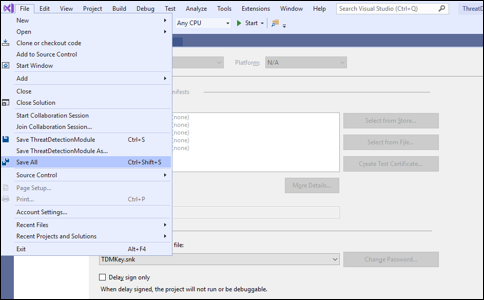 File Edit View Project Build Debug Test Analyze Tools Extensions Window Help Search Visual Studio (Ctrl+Q)
Any CPU Start
New
Open
Clone or checkout code
Add to Source Control
Start Window
Add
Close
Close Solution
Start Collaboration Session
Join Collaboration Session...
Save ThreatDetectionModule Ctrl+S
Save ThreatDetectionModule As...
Save All Ctrl+Shift+S
Source Control
Page Setup...
Print... Ctrl+P
Account Settings...
Recent Files
Recent Projects and Solutions
Exit Alt+F4
Platform: N/A
(none)
(none)
(none)
(none)
(none)
Select from Store...
Select from File...
Create Test Certificate...
More Details...
file:
TDMKey.snk Change Password...
Delay sign only
When delay signed, the project will not run or be debuggable.